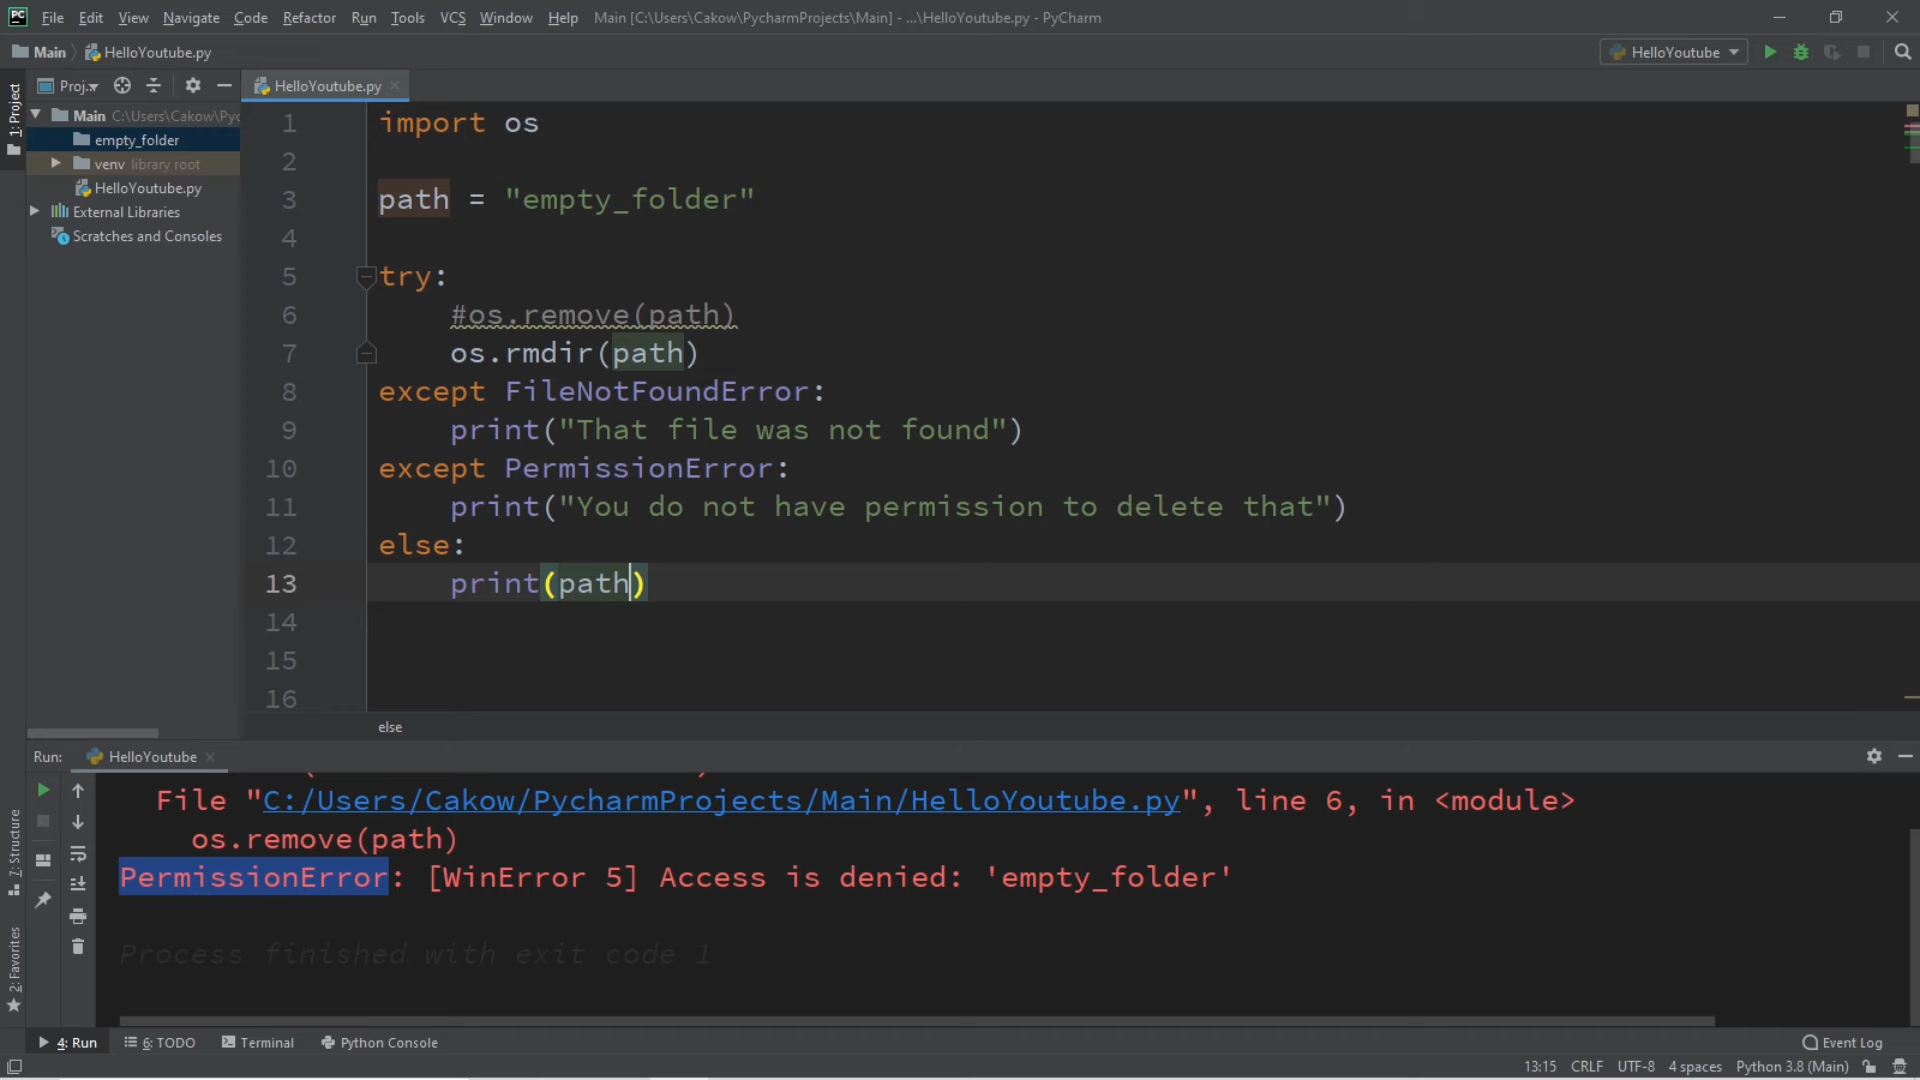 PC File Edit View Navigate Code Refactor Run Tools VCS Window Help Main [C:\Users\Cakow\PycharmProjects\Main] - ...\HelloYoutube.py - PyCharm
Main HelloYoutube.py HelloYoutube
Proj... HelloYoutube.py
1: Project
Main C:\Users\Cakow\Pyc
empty_folder
venv library root
HelloYoutube.py
External Libraries
Scratches and Consoles
1 import os
2
3 path = "empty_folder"
4
5 try:
6 #os.remove(path)
7 os.rmdir(path)
8 except FileNotFoundError:
9 print("That file was not found")
10 except PermissionError:
11 print("You do not have permission to delete that")
12 else:
13 print(path)
14
15
16
else
Run: HelloYoutube
File "C:/Users/Cakow/PycharmProjects/Main/HelloYoutube.py", line 6, in <module>
os.remove(path)
PermissionError: [WinError 5] Access is denied: 'empty_folder'
Process finished with exit code 1
7: Structure
2: Favorites
4: Run 6: TODO Terminal Python Console Event Log
13:15 CRLF UTF-8 4 spaces Python 3.8 (Main)